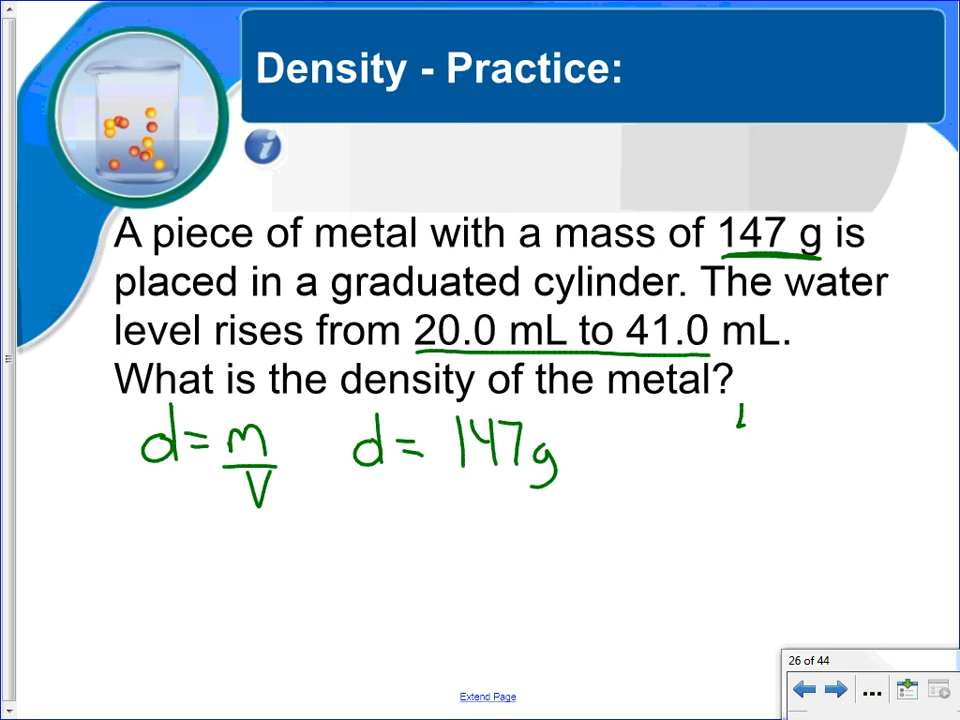 Density - Practice:
A piece of metal with a mass of 147 g is
placed in a graduated cylinder. The water
level rises from 20.0 mL to 41.0 mL.
What is the density of the metal?
d = m/V d = 147g
26 of 44
Extend Page